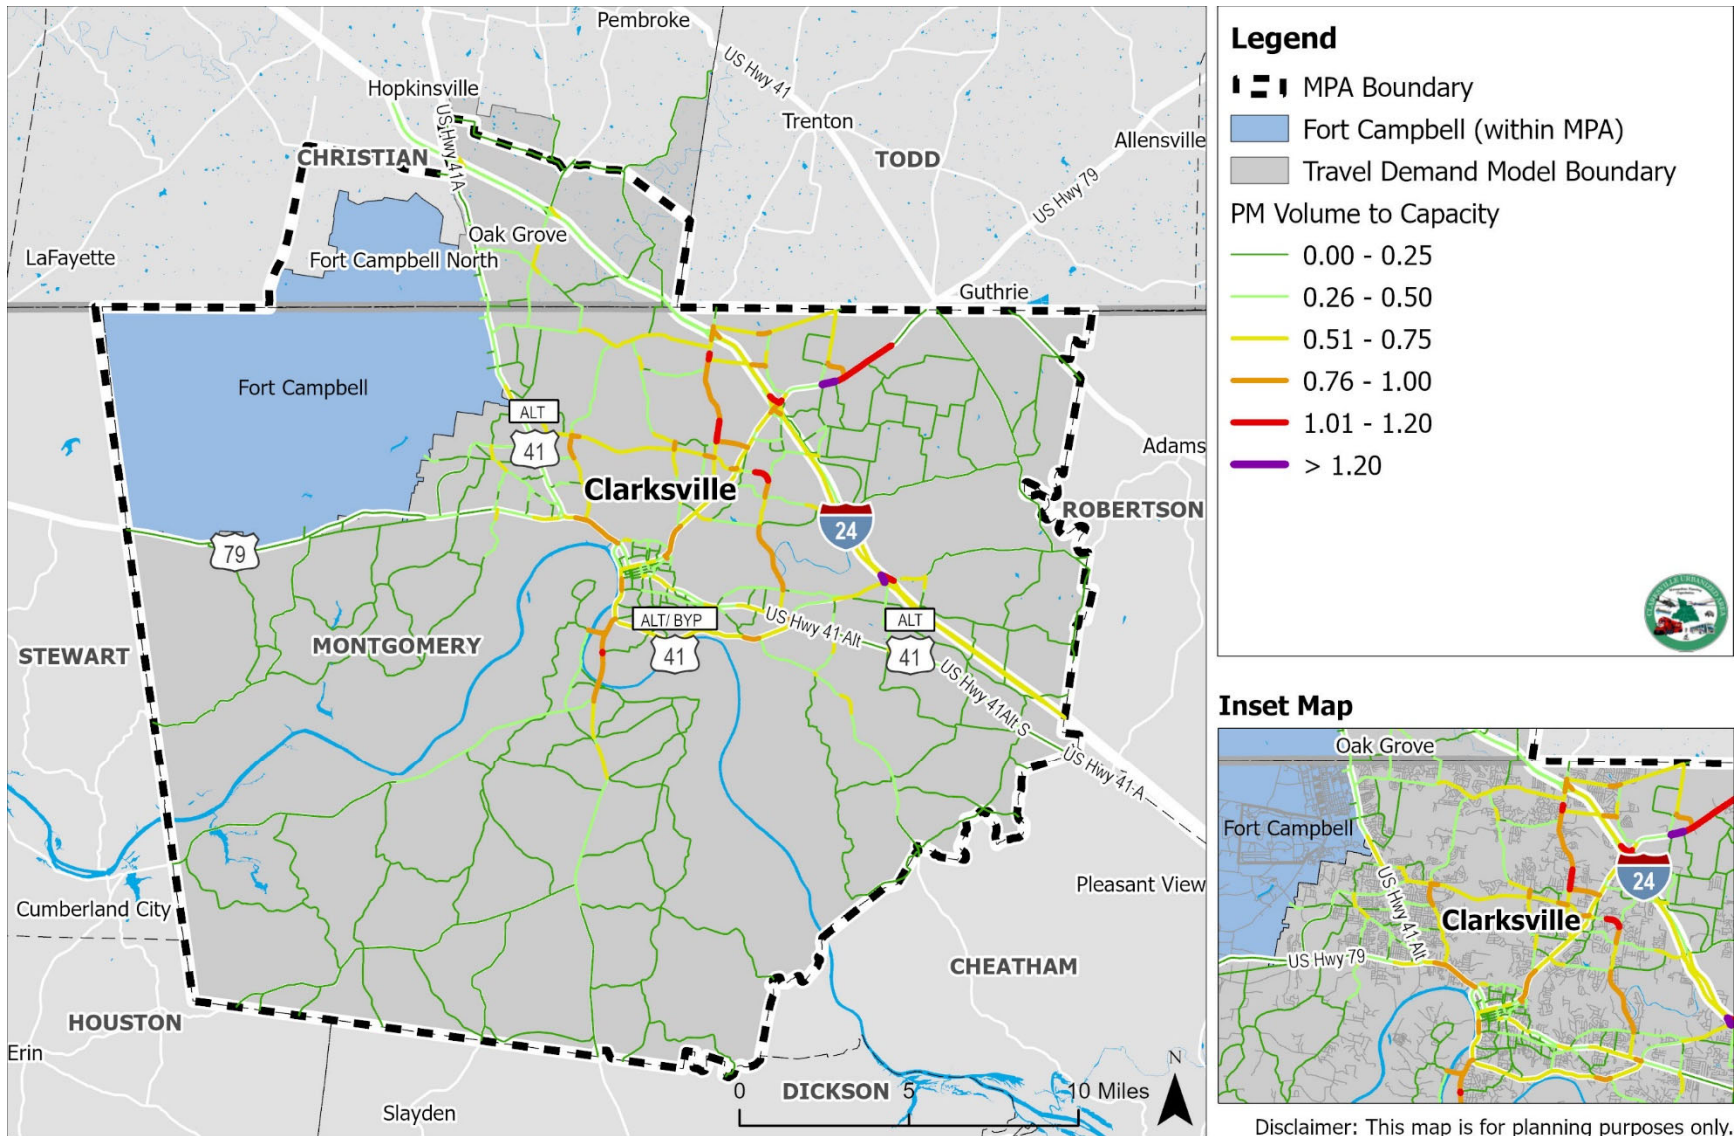 Pembroke
US Hwy 41
Hopkinsville
US Hwy 41A
Trenton
Allensville
CHRISTIAN
TODD
US Hwy 79
Oak Grove
LaFayette
Fort Campbell North
Guthrie
Fort Campbell
ALT
41
Adams
Clarksville
ROBERTSON
24
79
ALT/ BYP
41
US Hwy 41 Alt
ALT
41
MONTGOMERY
STEWART
US Hwy 41Alt S
US Hwy 41 A
Pleasant View
Cumberland City
CHEATHAM
HOUSTON
Erin
DICKSON
Slayden
0 5 10 Miles
N
Legend
MPA Boundary
Fort Campbell (within MPA)
Travel Demand Model Boundary
PM Volume to Capacity
0.00 - 0.25
0.26 - 0.50
0.51 - 0.75
0.76 - 1.00
1.01 - 1.20
> 1.20
Inset Map
Oak Grove
Fort Campbell
24
US Hwy 41 Alt
Clarksville
US Hwy 79
Disclaimer: This map is for planning purposes only.